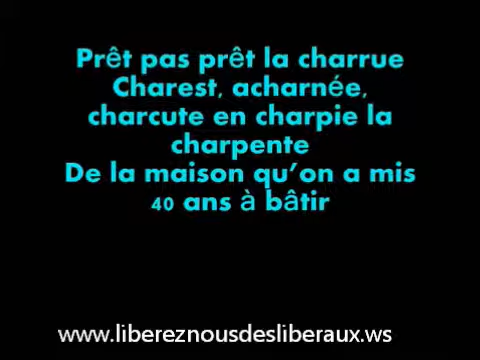 Prêt pas prêt la charrue
Charest, acharnée,
charcute en charpie la
charpente
De la maison qu'on a mis
40 ans à bâtir
www.libereznousdesliberaux.ws